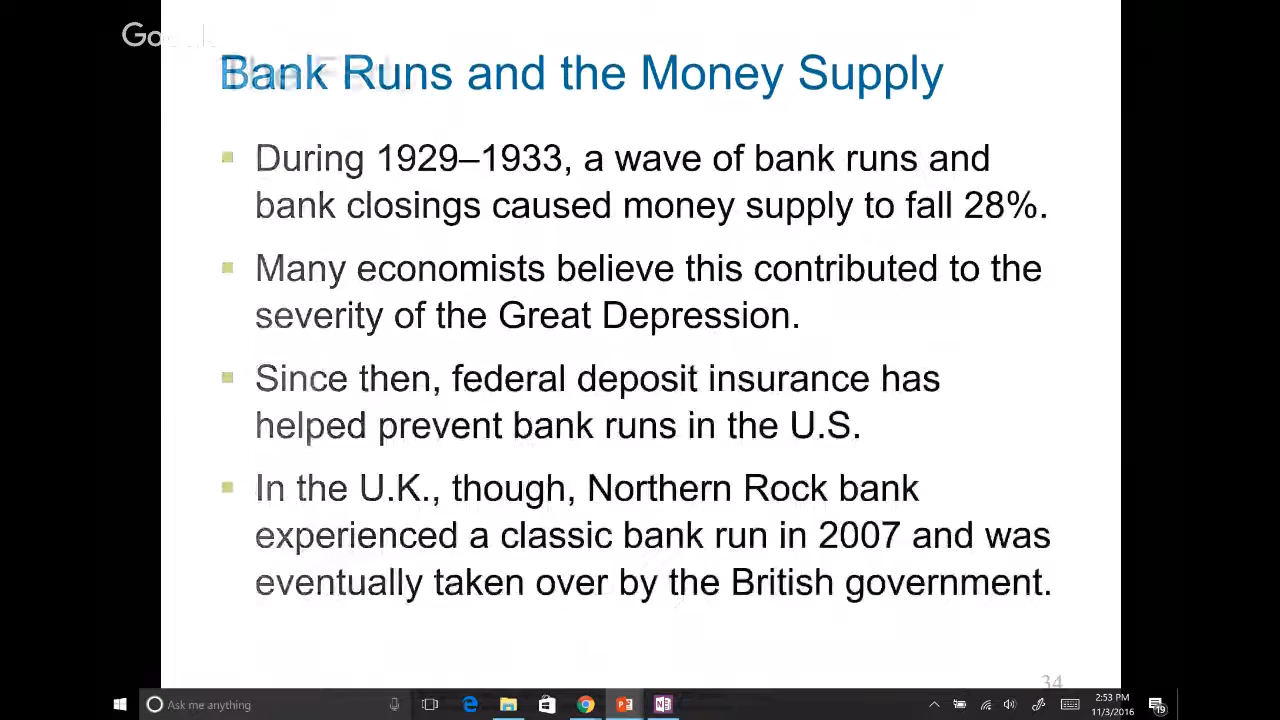 Bank Runs and the Money Supply
During 1929–1933, a wave of bank runs and
bank closings caused money supply to fall 28%.
Many economists believe this contributed to the
severity of the Great Depression.
Since then, federal deposit insurance has
helped prevent bank runs in the U.S.
In the U.K., though, Northern Rock bank
experienced a classic bank run in 2007 and was
eventually taken over by the British government.
34
Ask me anything
2:53 PM
11/3/2016
19